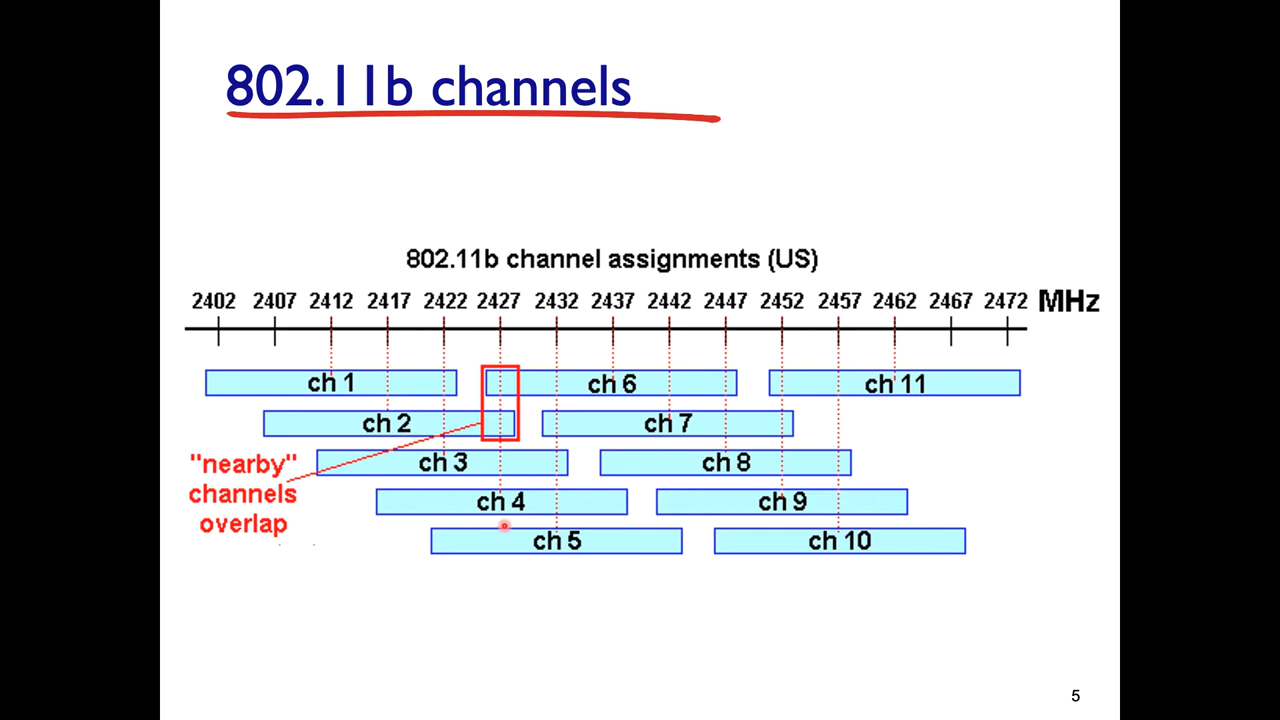 802.11b channels
802.11b channel assignments (US)
2402 2407 2412 2417 2422 2427 2432 2437 2442 2447 2452 2457 2462 2467 2472 MHz
ch 1 ch 6 ch 11
ch 2 ch 7
ch 3 ch 8
ch 4 ch 9
ch 5 ch 10
"nearby"
channels
overlap
5